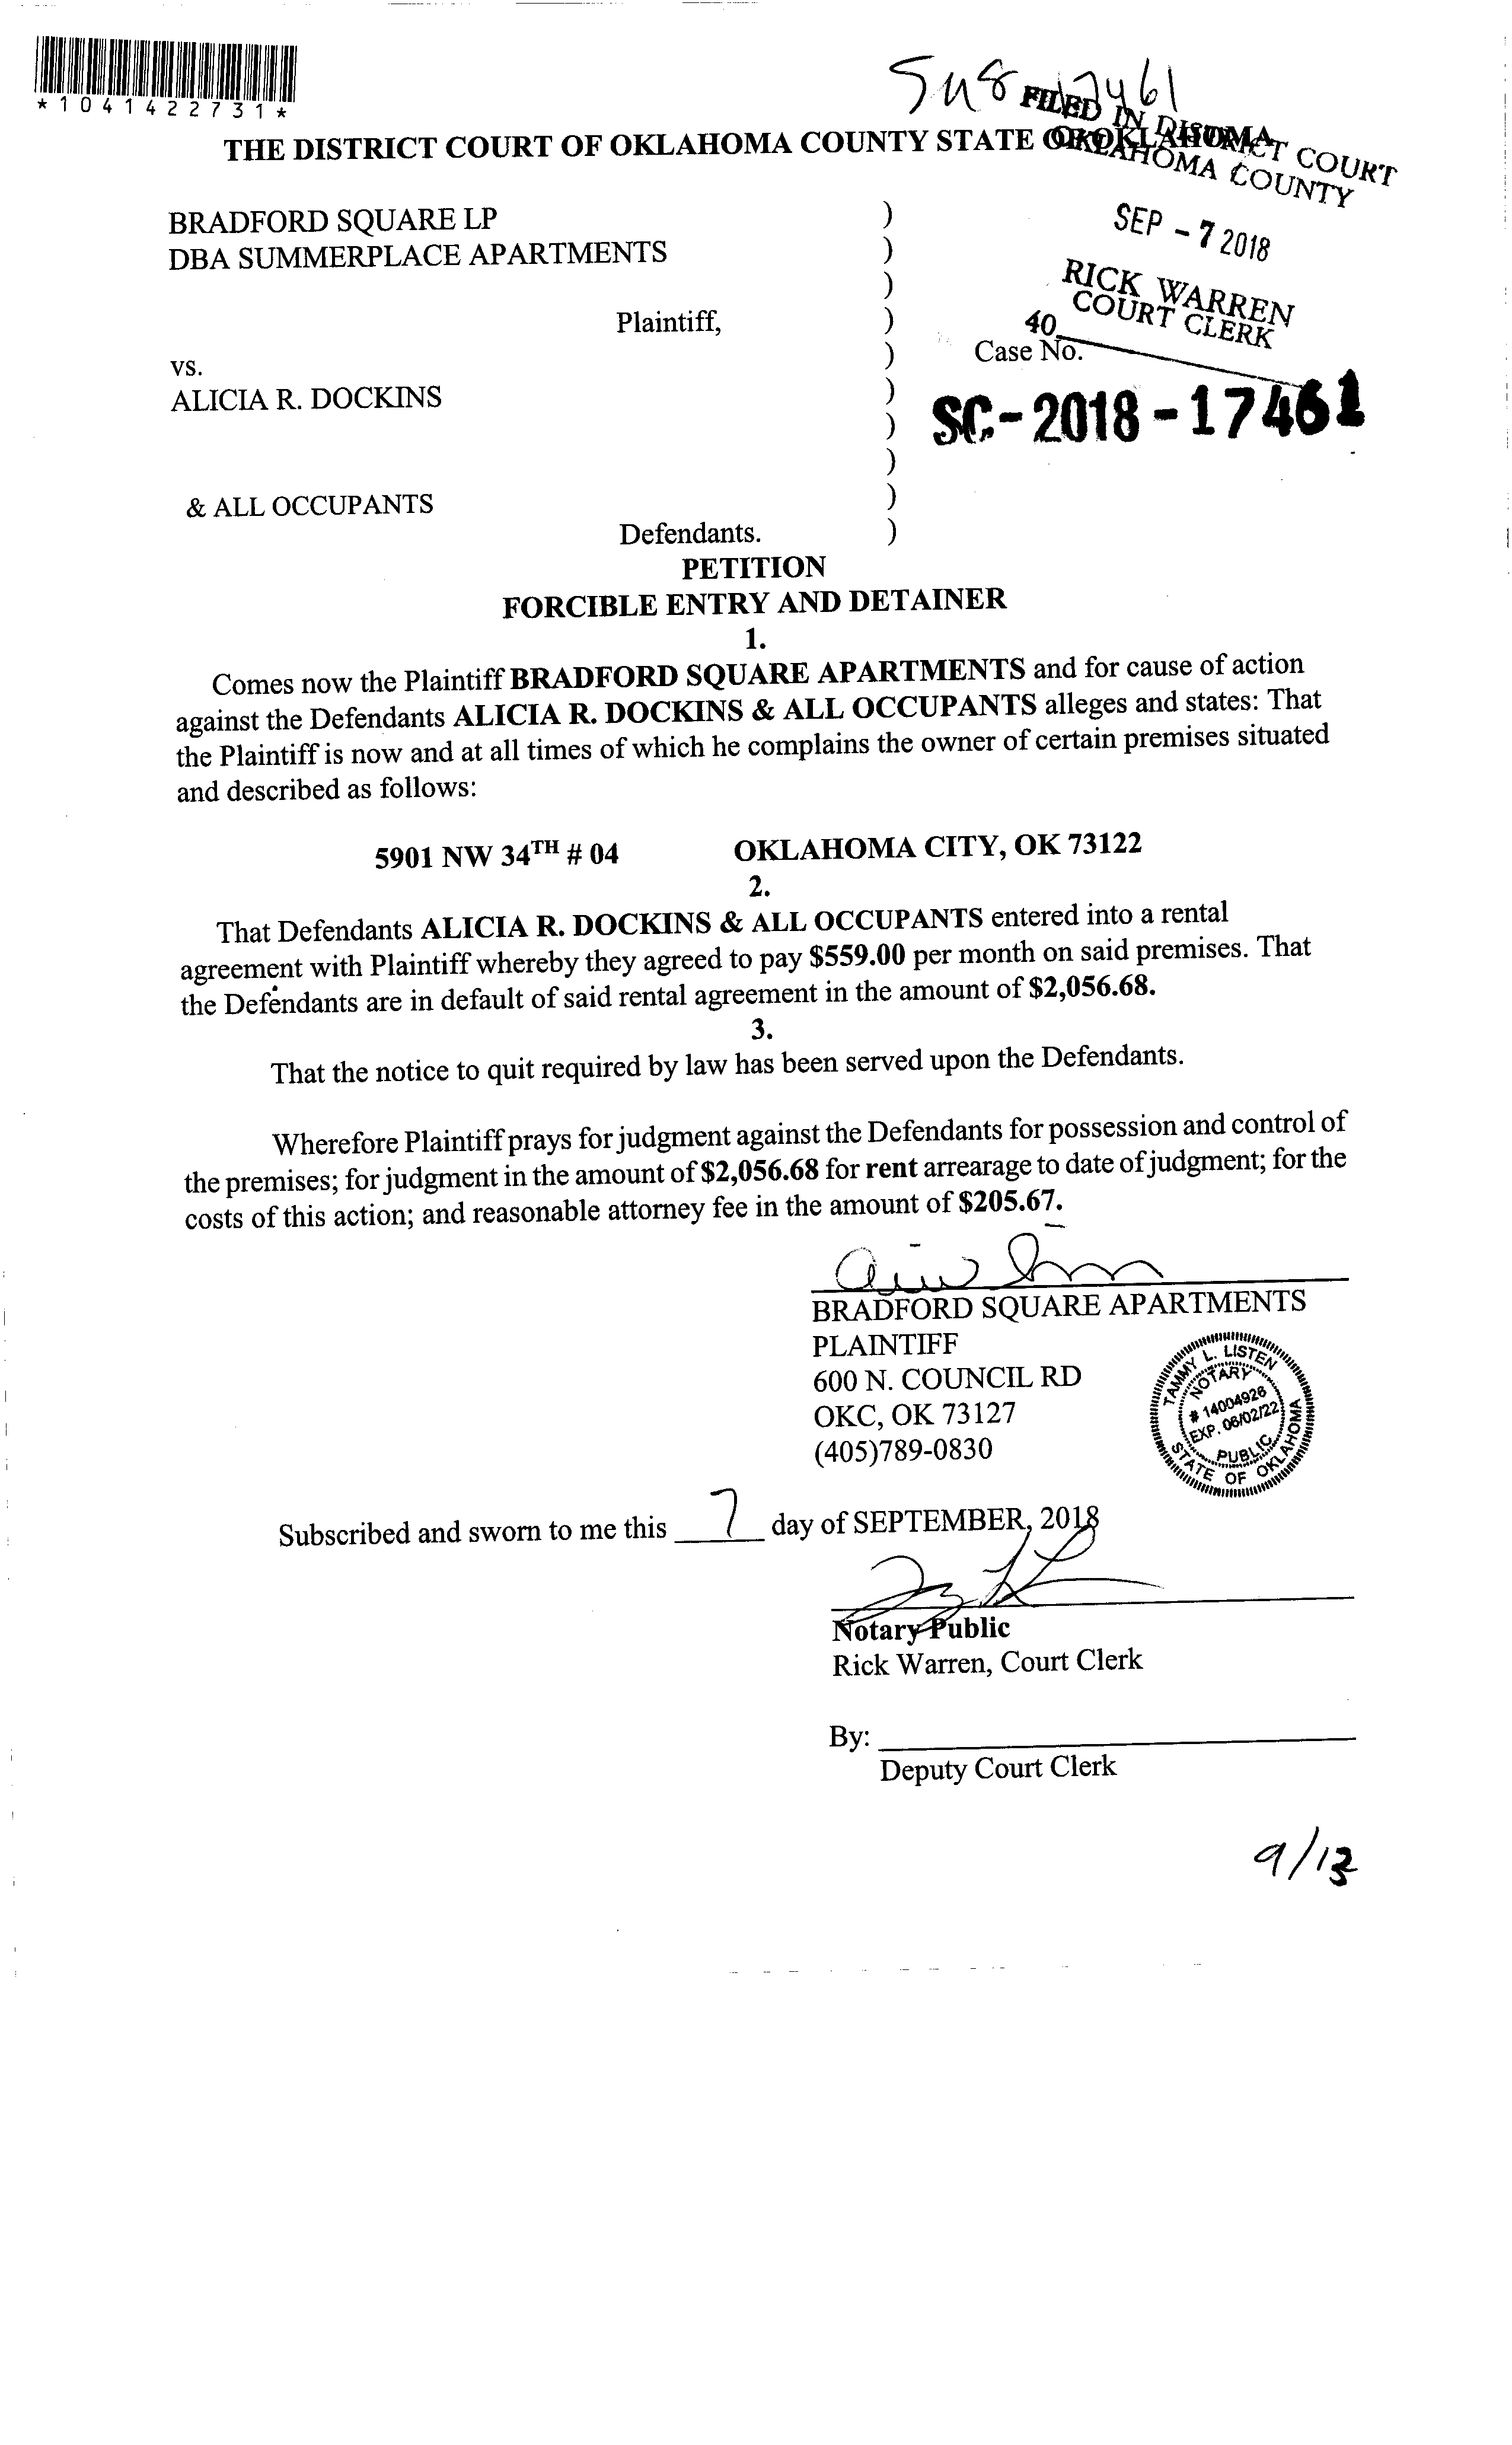 *1041422731*
FILED IN DISTRICT COURT
OKLAHOMA COUNTY
THE DISTRICT COURT OF OKLAHOMA COUNTY STATE OF OKLAHOMA
SEP - 7 2018
RICK WARREN
COURT CLERK
40
BRADFORD SQUARE LP )
DBA SUMMERPLACE APARTMENTS )
)
Plaintiff, )
) Case No.
vs.
ALICIA R. DOCKINS )
) SC-2018-17461
)
& ALL OCCUPANTS )
Defendants. )
PETITION
FORCIBLE ENTRY AND DETAINER
1.
Comes now the Plaintiff BRADFORD SQUARE APARTMENTS and for cause of action
against the Defendants ALICIA R. DOCKINS & ALL OCCUPANTS alleges and states: That
the Plaintiff is now and at all times of which he complains the owner of certain premises situated
and described as follows:
5901 NW 34TH # 04 OKLAHOMA CITY, OK 73122
2.
That Defendants ALICIA R. DOCKINS & ALL OCCUPANTS entered into a rental
agreement with Plaintiff whereby they agreed to pay $559.00 per month on said premises. That
the Defendants are in default of said rental agreement in the amount of $2,056.68.
3.
That the notice to quit required by law has been served upon the Defendants.
Wherefore Plaintiff prays for judgment against the Defendants for possession and control of
the premises; for judgment in the amount of $2,056.68 for rent arrearage to date of judgment; for the
costs of this action; and reasonable attorney fee in the amount of $205.67.
BRADFORD SQUARE APARTMENTS
PLAINTIFF
600 N. COUNCIL RD
OKC, OK 73127
(405)789-0830
TAMMY L. LISTEN
NOTARY
# 14004926
EXP. 06/02/22
PUBLIC
STATE OF OKLAHOMA
Subscribed and sworn to me this 7 day of SEPTEMBER, 2018
Notary Public
Rick Warren, Court Clerk
By:
Deputy Court Clerk
9/13